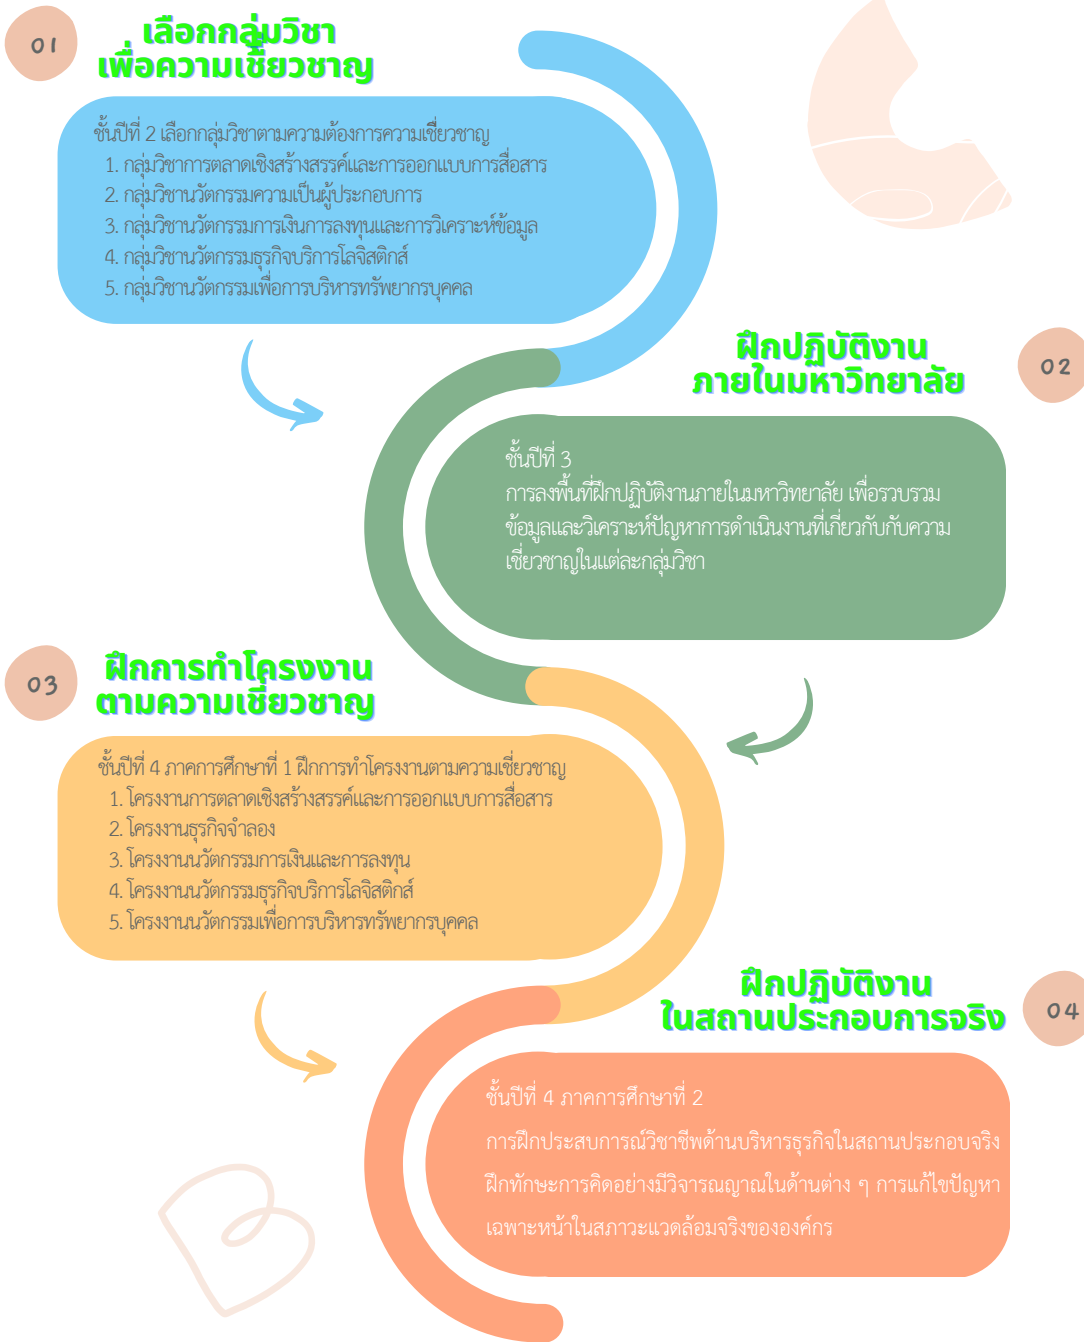 01
เลือกกลุ่มวิชา
เพื่อความเชี่ยวชาญ
ชั้นปีที่ 2 เลือกกลุ่มวิชาตามความต้องการความเชี่ยวชาญ
1. กลุ่มวิชาการตลาดเชิงสร้างสรรค์และการออกแบบการสื่อสาร
2. กลุ่มวิชานวัตกรรมความเป็นผู้ประกอบการ
3. กลุ่มวิชานวัตกรรมการเงินการลงทุนและการวิเคราะห์ข้อมูล
4. กลุ่มวิชานวัตกรรมธุรกิจบริการโลจิสติกส์
5. กลุ่มวิชานวัตกรรมเพื่อการบริหารทรัพยากรบุคคล
ฝึกปฏิบัติงาน
ภายในมหาวิทยาลัย
02
ชั้นปีที่ 3
การลงพื้นที่ฝึกปฏิบัติงานภายในมหาวิทยาลัย เพื่อรวบรวม
ข้อมูลและวิเคราะห์ปัญหาการดำเนินงานที่เกี่ยวกับกับความ
เชี่ยวชาญในแต่ละกลุ่มวิชา
03
ฝึกการทำโครงงาน
ตามความเชี่ยวชาญ
ชั้นปีที่ 4 ภาคการศึกษาที่ 1 ฝึกการทำโครงงานตามความเชี่ยวชาญ
1. โครงงานการตลาดเชิงสร้างสรรค์และการออกแบบการสื่อสาร
2. โครงงานธุรกิจจำลอง
3. โครงงานนวัตกรรมการเงินและการลงทุน
4. โครงงานนวัตกรรมธุรกิจบริการโลจิสติกส์
5. โครงงานนวัตกรรมเพื่อการบริหารทรัพยากรบุคคล
ฝึกปฏิบัติงาน
ในสถานประกอบการจริง
04
ชั้นปีที่ 4 ภาคการศึกษาที่ 2
การฝึกประสบการณ์วิชาชีพด้านบริหารธุรกิจในสถานประกอบจริง
ฝึกทักษะการคิดอย่างมีวิจารณญาณในด้านต่าง ๆ การแก้ไขปัญหา
เฉพาะหน้าในสภาวะแวดล้อมจริงขององค์กร